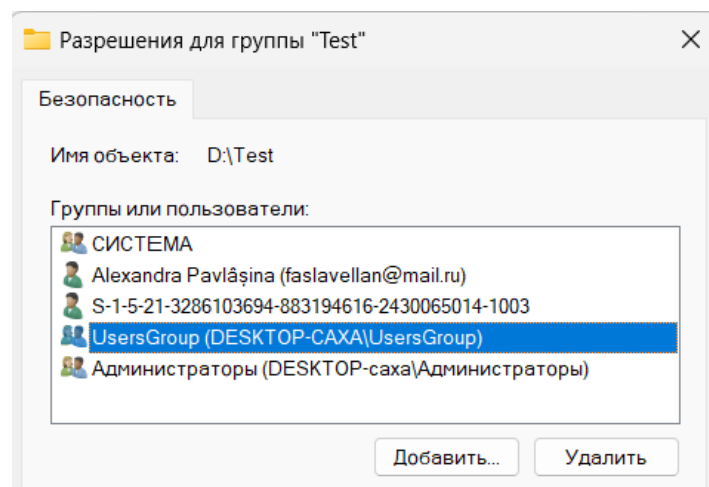 Разрешения для группы "Test"
Безопасность
Имя объекта: D:\Test
Группы или пользователи:
СИСТЕМА
Alexandra Pavlâșina (faslavellan@mail.ru)
S-1-5-21-3286103694-883194616-2430065014-1003
UsersGroup (DESKTOP-CAXA\UsersGroup)
Администраторы (DESKTOP-caxa\Администраторы)
Добавить... Удалить